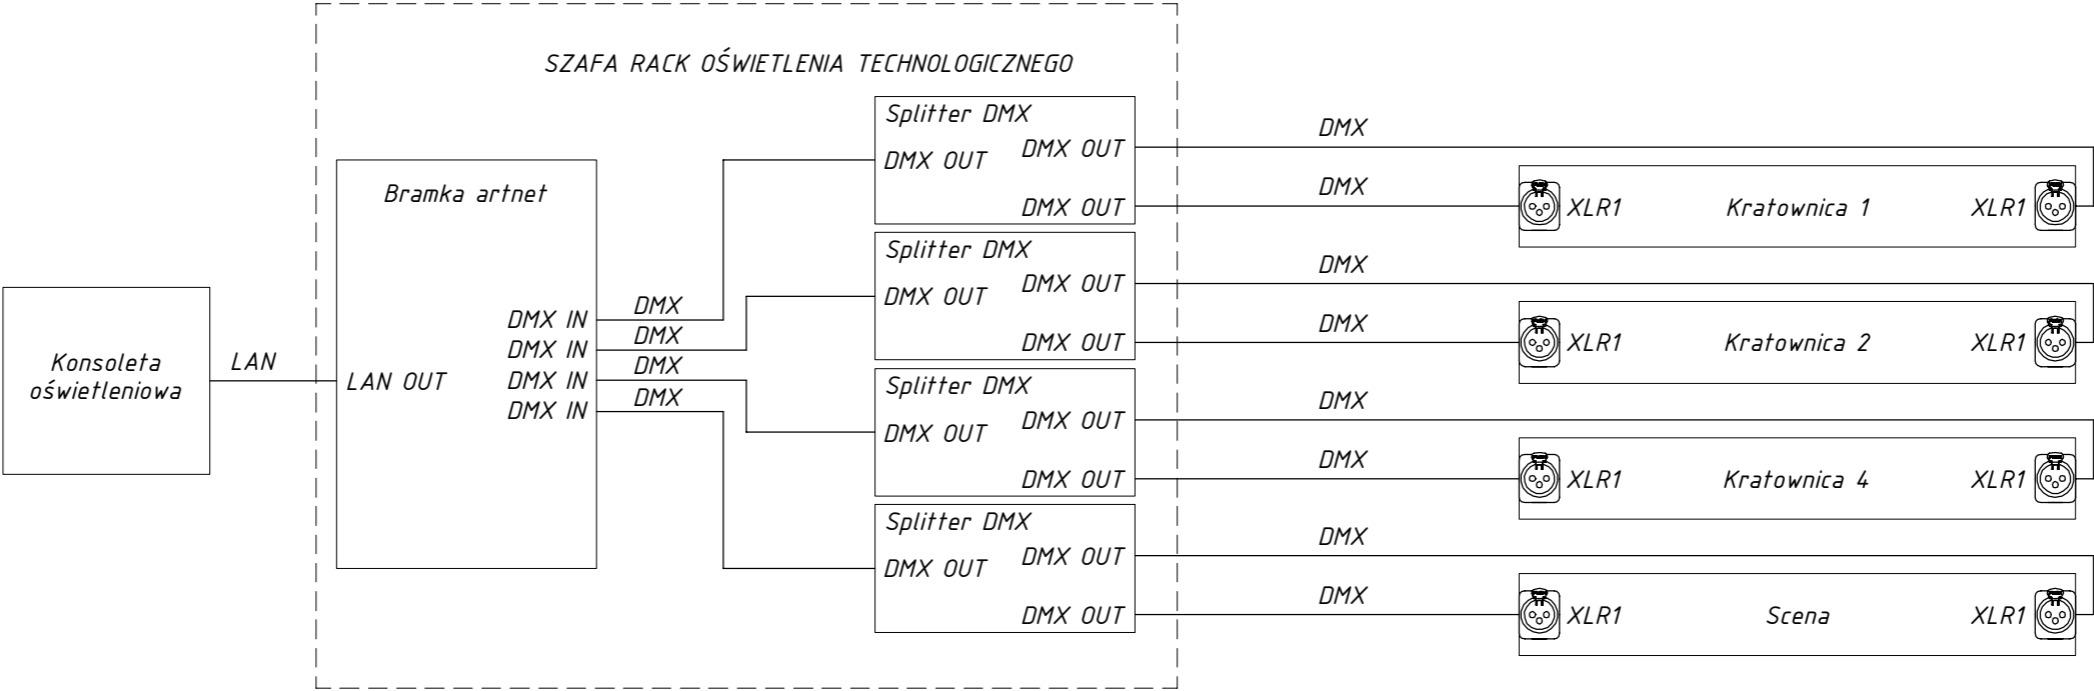 SZAFA RACK OŚWIETLENIA TECHNOLOGICZNEGO
Konsoleta
oświetleniowa
LAN
Bramka artnet
LAN OUT
DMX IN
DMX IN
DMX IN
DMX IN
DMX
DMX
DMX
DMX
Splitter DMX
DMX OUT
DMX OUT
DMX OUT
DMX
DMX
XLR1 Kratownica 1 XLR1
Splitter DMX
DMX OUT
DMX OUT
DMX OUT
DMX
DMX
XLR1 Kratownica 2 XLR1
Splitter DMX
DMX OUT
DMX OUT
DMX OUT
DMX
DMX
XLR1 Kratownica 4 XLR1
Splitter DMX
DMX OUT
DMX OUT
DMX OUT
DMX
DMX
XLR1 Scena XLR1